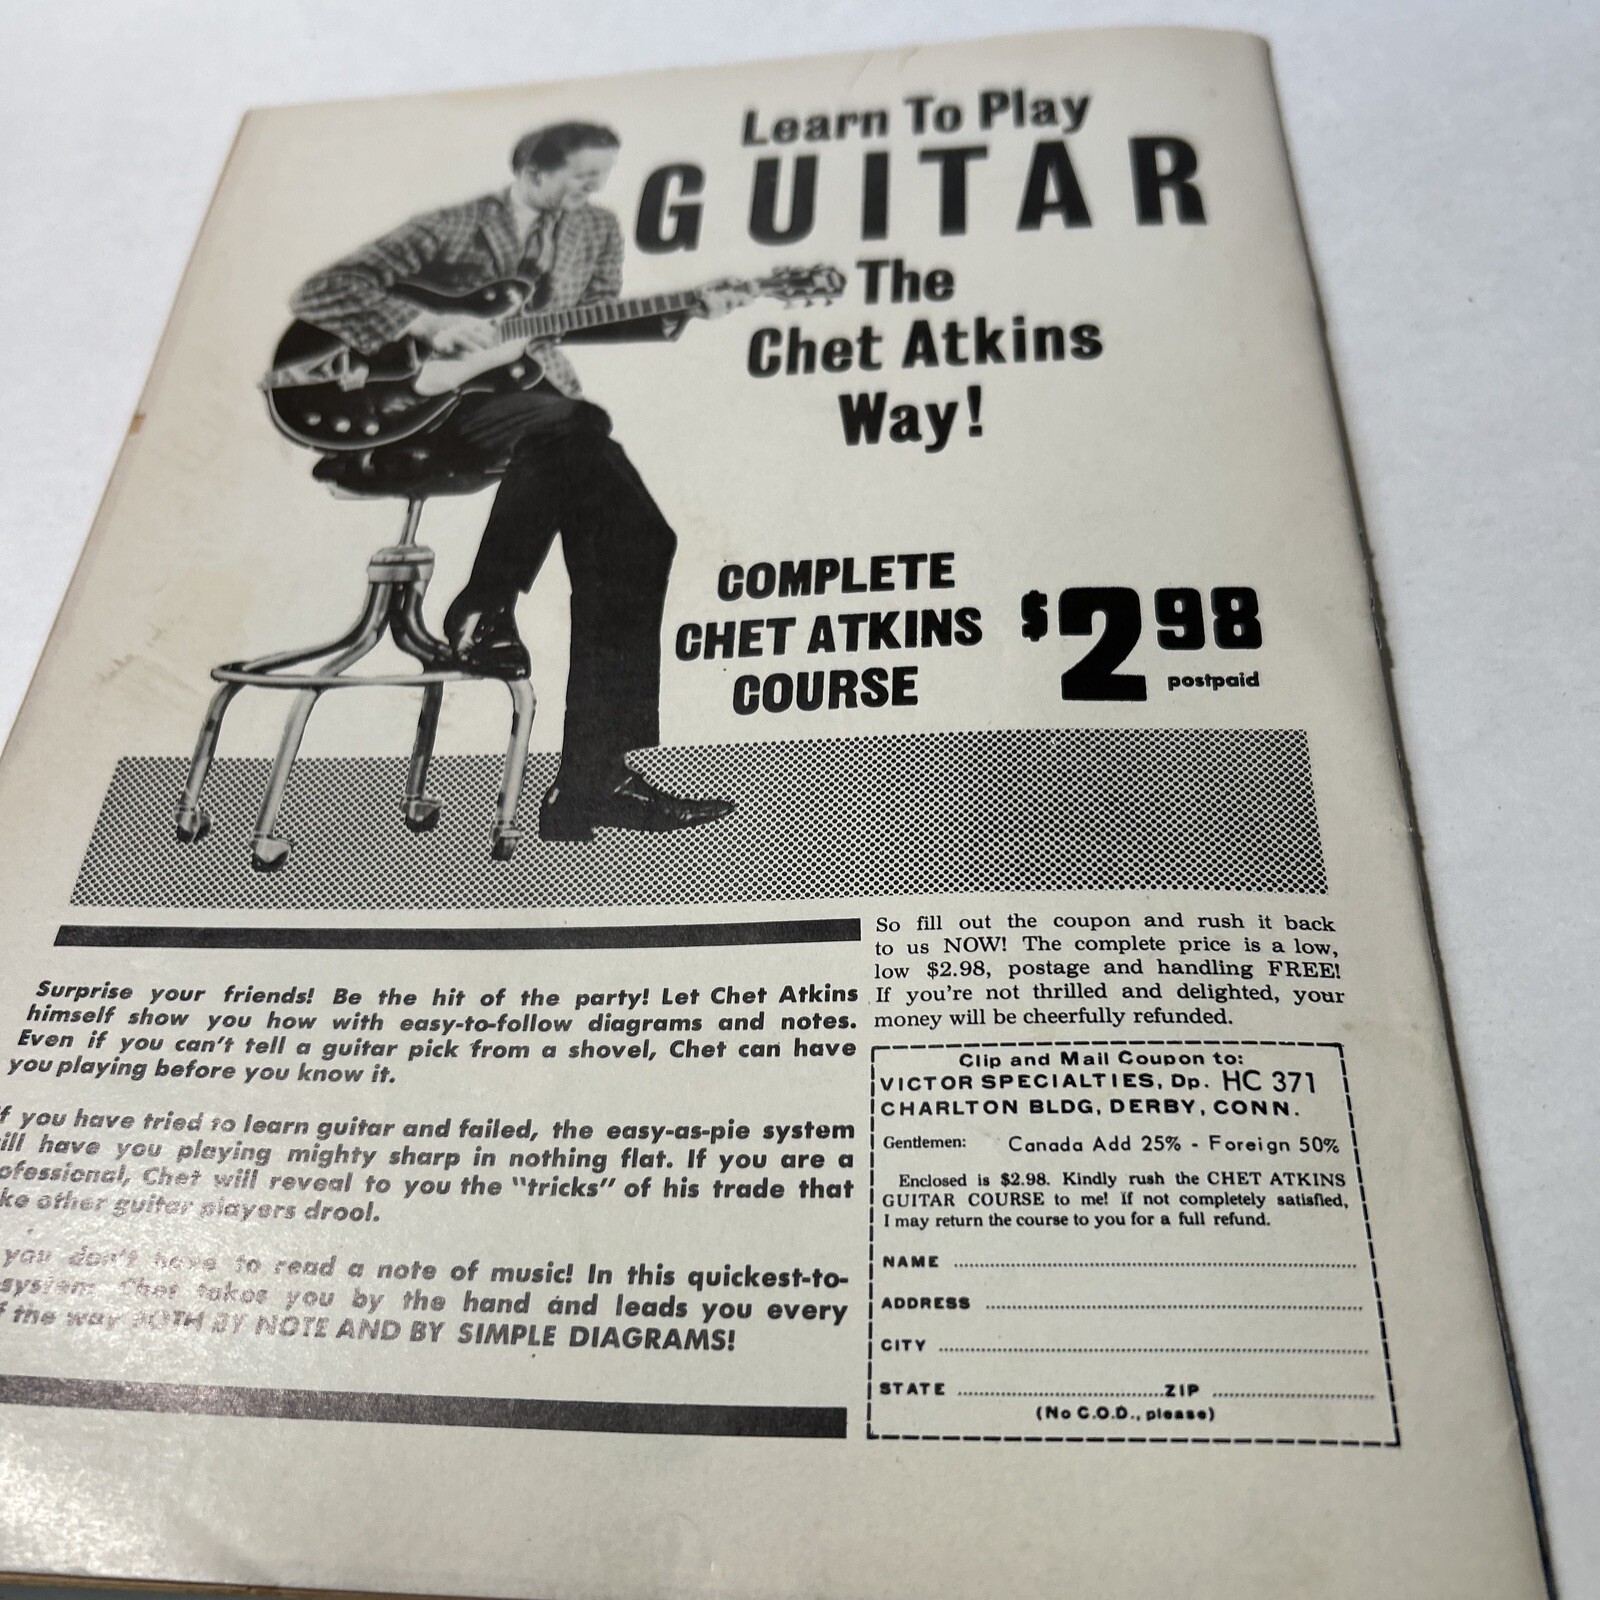 Learn To Play
GUITAR
The
Chet Atkins
Way!
COMPLETE
CHET ATKINS
COURSE
$2.98
postpaid
Surprise your friends! Be the hit of the party! Let Chet Atkins
himself show you how with easy-to-follow diagrams and notes.
Even if you can't tell a guitar pick from a shovel, Chet can have
you playing before you know it.
f you have tried to learn guitar and failed, the easy-as-pie system
ill have you playing mighty sharp in nothing flat. If you are a
ofessional, Chet will reveal to you the "tricks" of his trade that
ke other guitar players drool.
you don't have to read a note of music! In this quickest-to-
system, Chet takes you by the hand and leads you every
f the way BOTH BY NOTE AND BY SIMPLE DIAGRAMS!
So fill out the coupon and rush it back
to us NOW! The complete price is a low,
low $2.98, postage and handling FREE!
If you're not thrilled and delighted, your
money will be cheerfully refunded.
Clip and Mail Coupon to:
VICTOR SPECIALTIES, Dp. HC 371
CHARLTON BLDG, DERBY, CONN.
Gentlemen: Canada Add 25% - Foreign 50%
Enclosed is $2.98. Kindly rush the CHET ATKINS
GUITAR COURSE to me! If not completely satisfied,
I may return the course to you for a full refund.
NAME
ADDRESS
CITY
STATE ZIP
(No C.O.D., please)